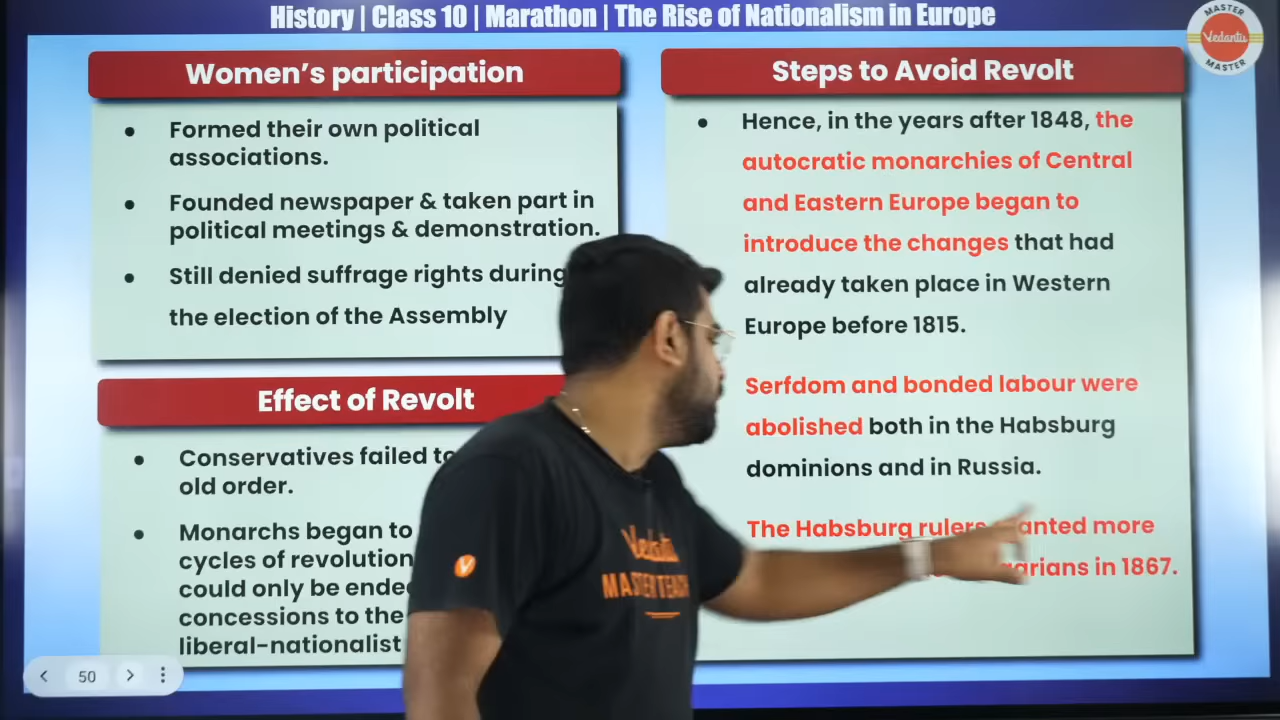 History | Class 10 | Marathon | The Rise of Nationalism in Europe
MASTER
Vedantu
MASTER
Women's participation
Formed their own political
associations.
Founded newspaper & taken part in
political meetings & demonstration.
Still denied suffrage rights during
the election of the Assembly
Effect of Revolt
Conservatives failed to
old order.
Monarchs began to
cycles of revolution
could only be ended
concessions to the
liberal-nationalist
Steps to Avoid Revolt
Hence, in the years after 1848, the
autocratic monarchies of Central
and Eastern Europe began to
introduce the changes that had
already taken place in Western
Europe before 1815.
Serfdom and bonded labour were
abolished both in the Habsburg
dominions and in Russia.
The Habsburg rulers granted more
in 1867.
Vedantu
V
50